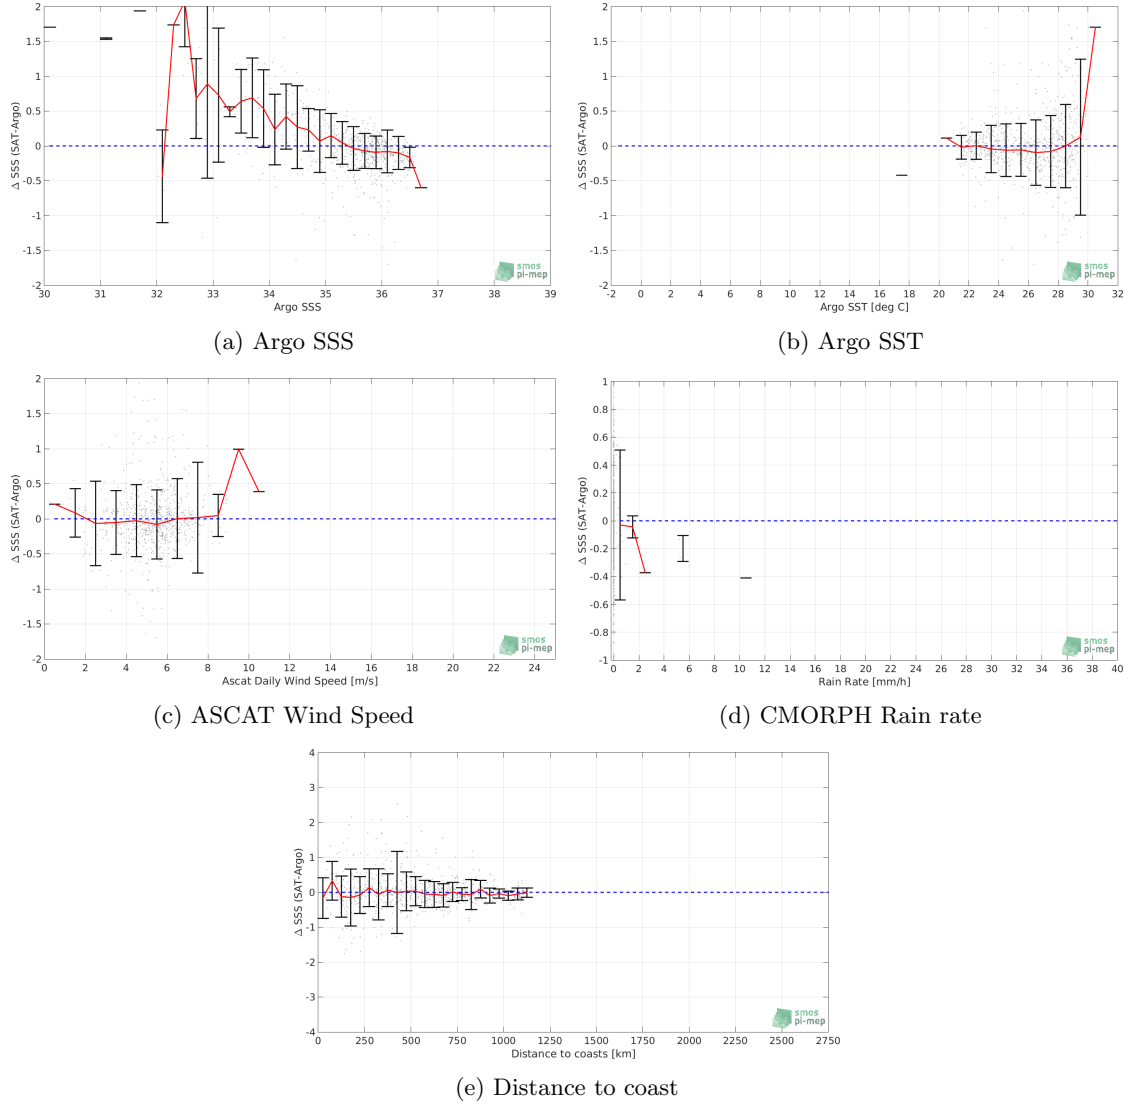 2
1.5
1
0.5
0
-0.5
-1
-1.5
-2
Δ SSS (SAT-Argo)
30 31 32 33 34 35 36 37 38 39
Argo SSS
smos
pi-mep
(a) Argo SSS
2
1.5
1
0.5
0
-0.5
-1
-1.5
-2
Δ SSS (SAT-Argo)
-2 0 2 4 6 8 10 12 14 16 18 20 22 24 26 28 30 32
Argo SST [deg C]
smos
pi-mep
(b) Argo SST
2
1.5
1
0.5
0
-0.5
-1
-1.5
-2
Δ SSS (SAT-Argo)
0 2 4 6 8 10 12 14 16 18 20 22 24
Ascat Daily Wind Speed [m/s]
smos
pi-mep
(c) ASCAT Wind Speed
1
0.8
0.6
0.4
0.2
0
-0.2
-0.4
-0.6
-0.8
-1
Δ SSS (SAT-Argo)
0 2 4 6 8 10 12 14 16 18 20 22 24 26 28 30 32 34 36 38 40
Rain Rate [mm/h]
smos
pi-mep
(d) CMORPH Rain rate
4
3
2
1
0
-1
-2
-3
-4
Δ SSS (SAT-Argo)
0 250 500 750 1000 1250 1500 1750 2000 2250 2500 2750
Distance to coasts [km]
smos
pi-mep
(e) Distance to coast